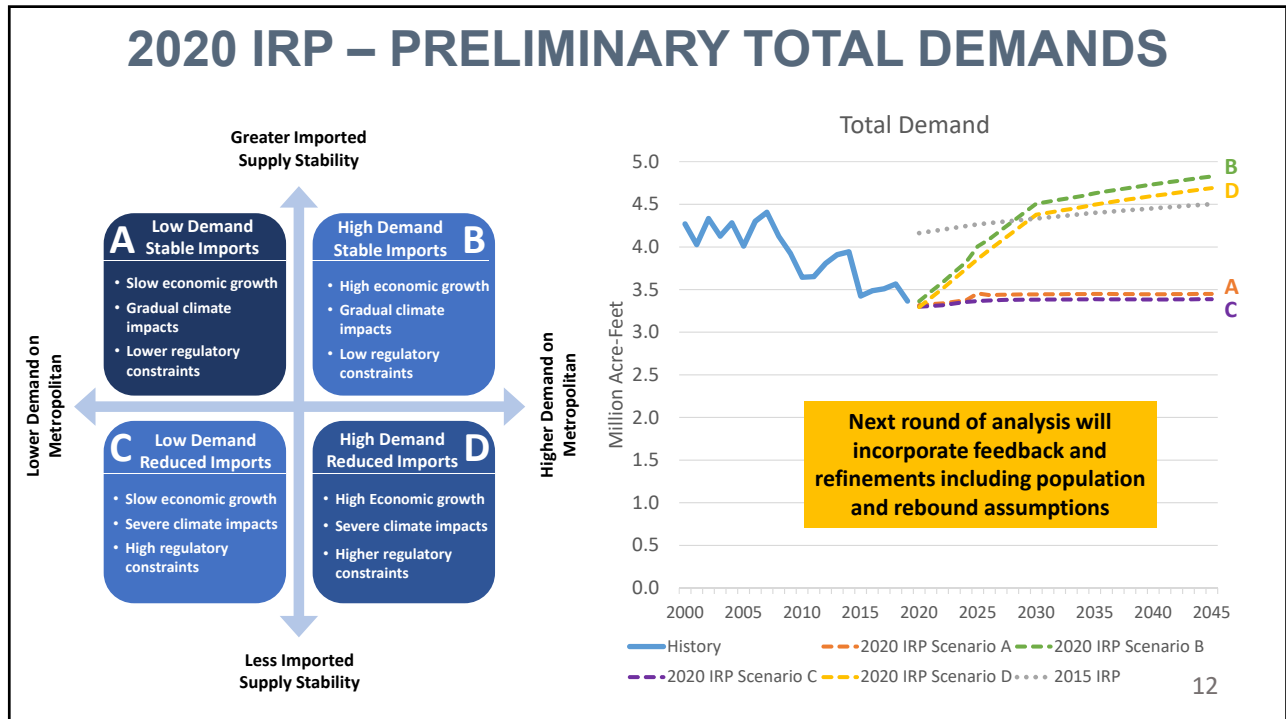 2020 IRP – PRELIMINARY TOTAL DEMANDS
Greater Imported
Supply Stability
Lower Demand on
Metropolitan
A
Low Demand
Stable Imports
• Slow economic growth
• Gradual climate
impacts
• Lower regulatory
constraints
High Demand
Stable Imports
B
• High economic growth
• Gradual climate
impacts
• Low regulatory
constraints
C
Low Demand
Reduced Imports
• Slow economic growth
• Severe climate impacts
• High regulatory
constraints
High Demand
Reduced Imports
D
• High Economic growth
• Severe climate impacts
• Higher regulatory
constraints
Higher Demand on
Metropolitan
Less Imported
Supply Stability
Total Demand
Million Acre-Feet
5.0
4.5
4.0
3.5
3.0
2.5
2.0
1.5
1.0
0.5
0.0
2000 2005 2010 2015 2020 2025 2030 2035 2040 2045
B
D
A
C
Next round of analysis will
incorporate feedback and
refinements including population
and rebound assumptions
History 2020 IRP Scenario A 2020 IRP Scenario B
2020 IRP Scenario C 2020 IRP Scenario D 2015 IRP
12